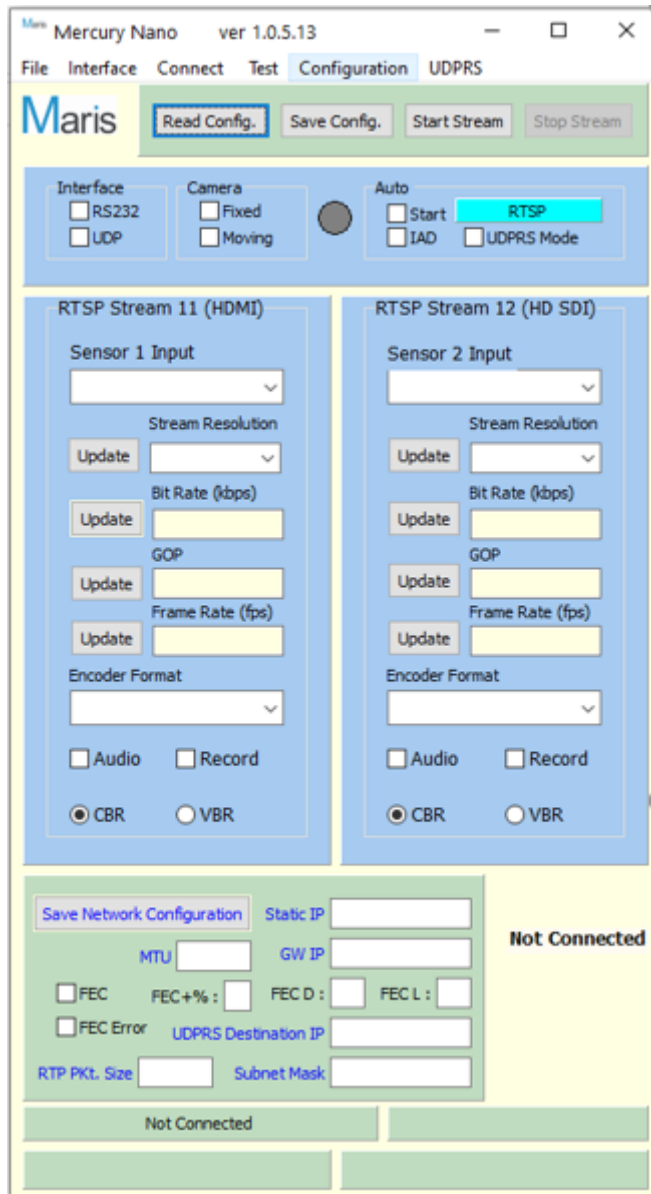 Maris Mercury Nano ver 1.0.5.13
File Interface Connect Test Configuration UDPRS
Maris Read Config. Save Config. Start Stream Stop Stream
Interface Camera Auto
RS232 Fixed Start RTSP
UDP Moving IAD UDPRS Mode
RTSP Stream 11 (HDMI)
Sensor 1 Input
Stream Resolution
Update
Bit Rate (kbps)
Update
GOP
Update
Frame Rate (fps)
Update
Encoder Format
Audio Record
CBR VBR
RTSP Stream 12 (HD SDI)
Sensor 2 Input
Stream Resolution
Update
Bit Rate (kbps)
Update
GOP
Update
Frame Rate (fps)
Update
Encoder Format
Audio Record
CBR VBR
Save Network Configuration Static IP
MTU GW IP
FEC FEC+% : FEC D : FEC L :
FEC Error UDPRS Destination IP
RTP PKt. Size Subnet Mask
Not Connected
Not Connected